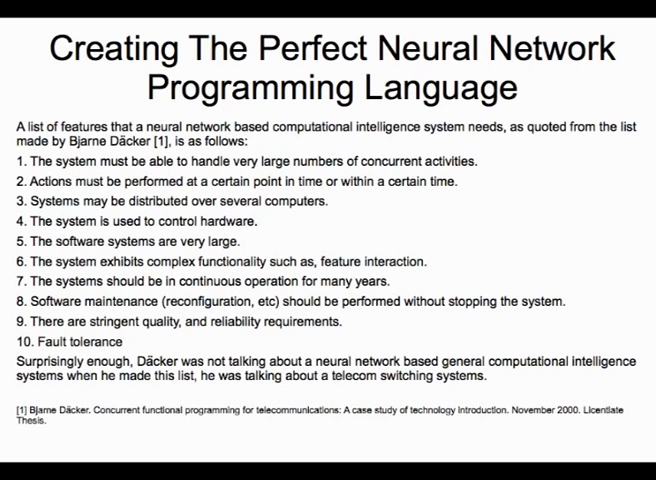 Creating The Perfect Neural Network
Programming Language
A list of features that a neural network based computational intelligence system needs, as quoted from the list
made by Bjarne Däcker [1], is as follows:
1. The system must be able to handle very large numbers of concurrent activities.
2. Actions must be performed at a certain point in time or within a certain time.
3. Systems may be distributed over several computers.
4. The system is used to control hardware.
5. The software systems are very large.
6. The system exhibits complex functionality such as, feature interaction.
7. The systems should be in continuous operation for many years.
8. Software maintenance (reconfiguration, etc) should be performed without stopping the system.
9. There are stringent quality, and reliability requirements.
10. Fault tolerance
Surprisingly enough, Däcker was not talking about a neural network based general computational intelligence
systems when he made this list, he was talking about a telecom switching systems.
[1] Bjarne Däcker. Concurrent functional programming for telecommunications: A case study of technology introduction. November 2000. Licentiate
Thesis.